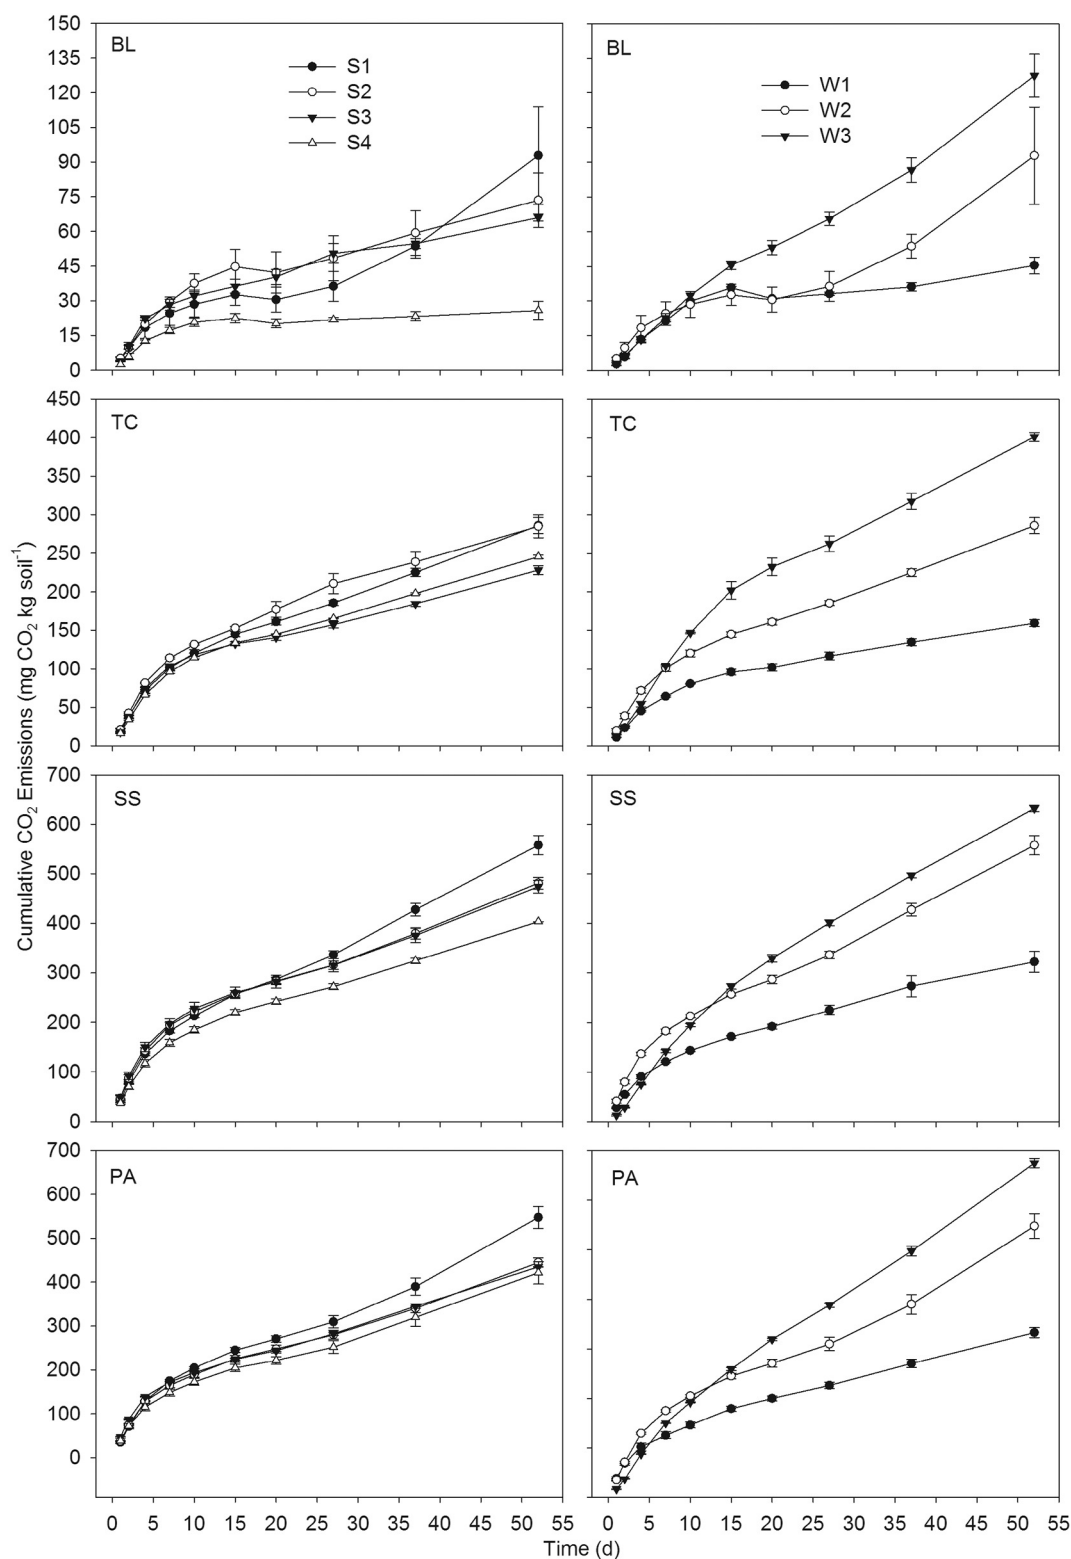 150
135
120
105
90
75
60
45
30
15
0
BL
S1
S2
S3
S4
BL
W1
W2
W3
450
400
350
300
250
200
150
100
50
0
TC
TC
Cumulative CO2 Emissions (mg CO2 kg soil-1)
700
600
500
400
300
200
100
0
SS
SS
700
600
500
400
300
200
100
0
PA
PA
0 5 10 15 20 25 30 35 40 45 50 55
0 5 10 15 20 25 30 35 40 45 50 55
Time (d)